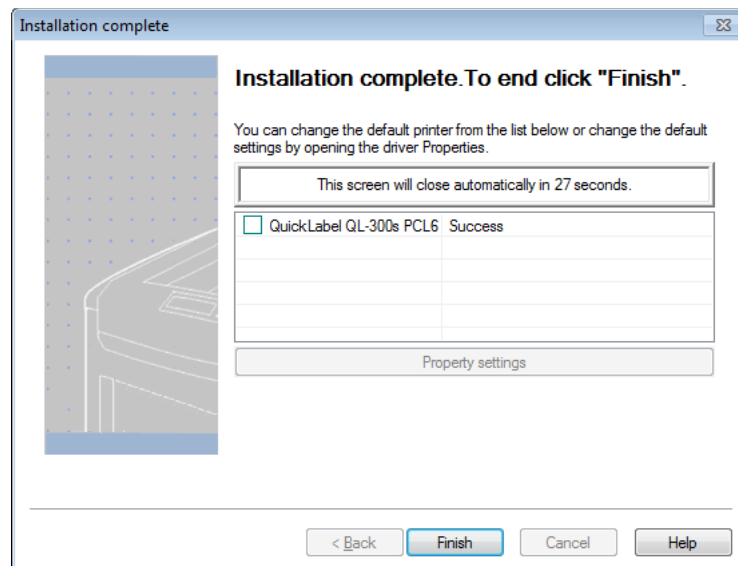 Installation complete
Installation complete.To end click "Finish".
You can change the default printer from the list below or change the default
settings by opening the driver Properties.
This screen will close automatically in 27 seconds.
QuickLabel QL-300s PCL6 Success
Property settings
< Back Finish Cancel Help